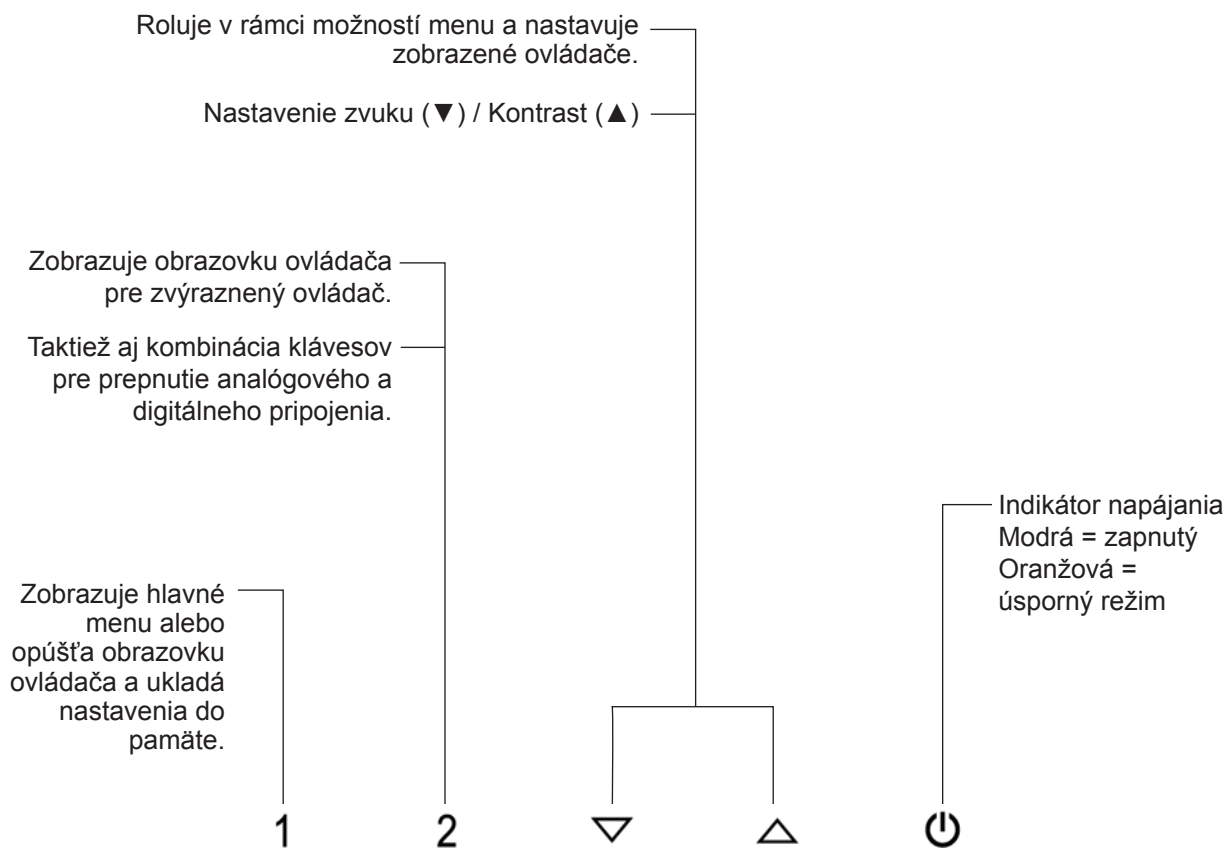 Roluje v rámci možností menu a nastavuje
zobrazené ovládače.
Nastavenie zvuku (▼) / Kontrast (▲)
Zobrazuje obrazovku ovládača
pre zvýraznený ovládač.
Taktiež aj kombinácia klávesov
pre prepnutie analógového a
digitálneho pripojenia.
Indikátor napájania
Modrá = zapnutý
Oranžová =
úsporný režim
Zobrazuje hlavné
menu alebo
opúšťa obrazovku
ovládača a ukladá
nastavenia do
pamäte.
1 2 ▽ △ ⏻